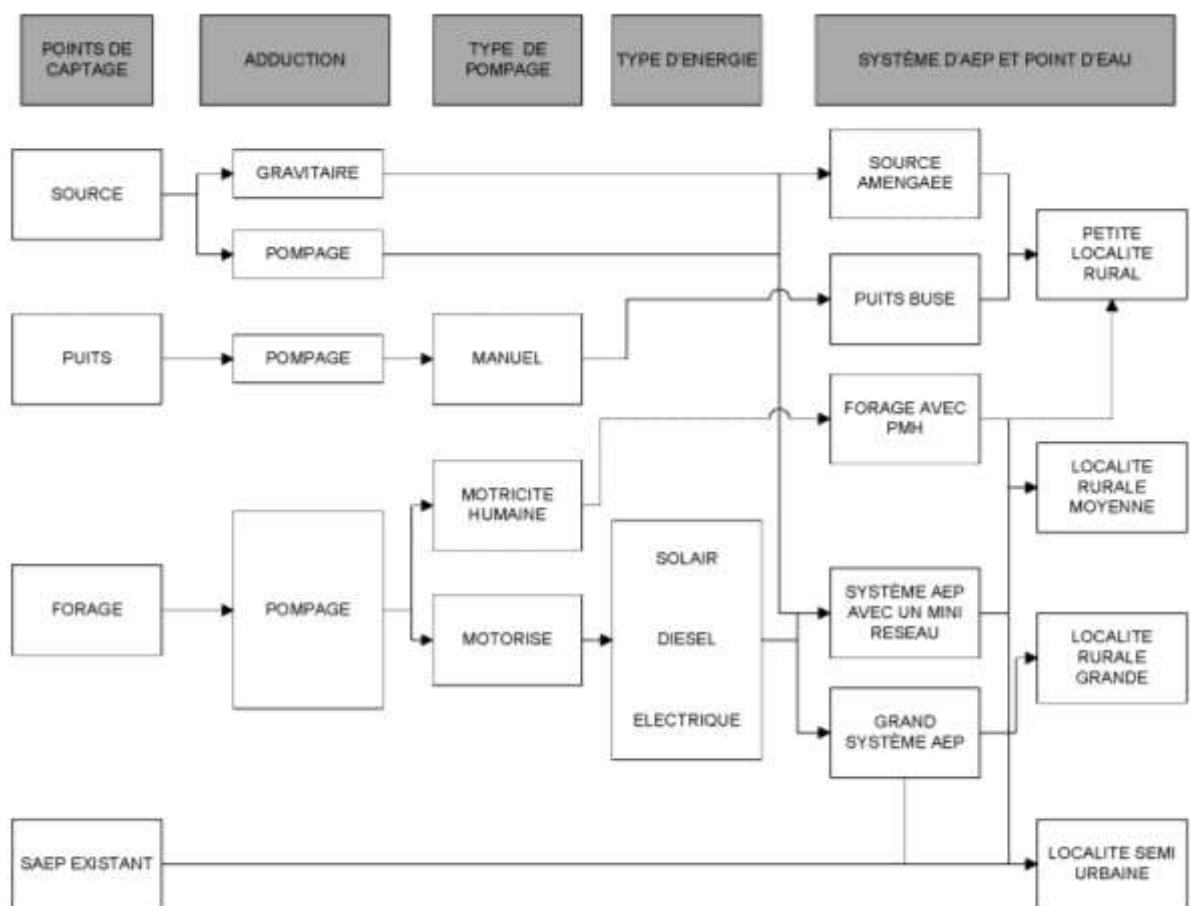 POINTS DE
CAPTAGE
ADDUCTION
TYPE DE
POMPAGE
TYPE D'ENERGIE
SYSTÈME D'AEP ET POINT D'EAU
SOURCE
GRAVITAIRE
POMPAGE
SOURCE
AMENGAEE
PETITE
LOCALITE
RURAL
PUITS
POMPAGE
MANUEL
PUITS BUSE
FORAGE AVEC
PMH
FORAGE
POMPAGE
MOTRICITE
HUMAINE
MOTORISE
SOLAIR
DIESEL
ELECTRIQUE
LOCALITE
RURALE
MOYENNE
SYSTÈME AEP
AVEC UN MINI
RESEAU
GRAND
SYSTÈME AEP
LOCALITE
RURALE
GRANDE
SAEP EXISTANT
LOCALITE SEMI
URBAINE